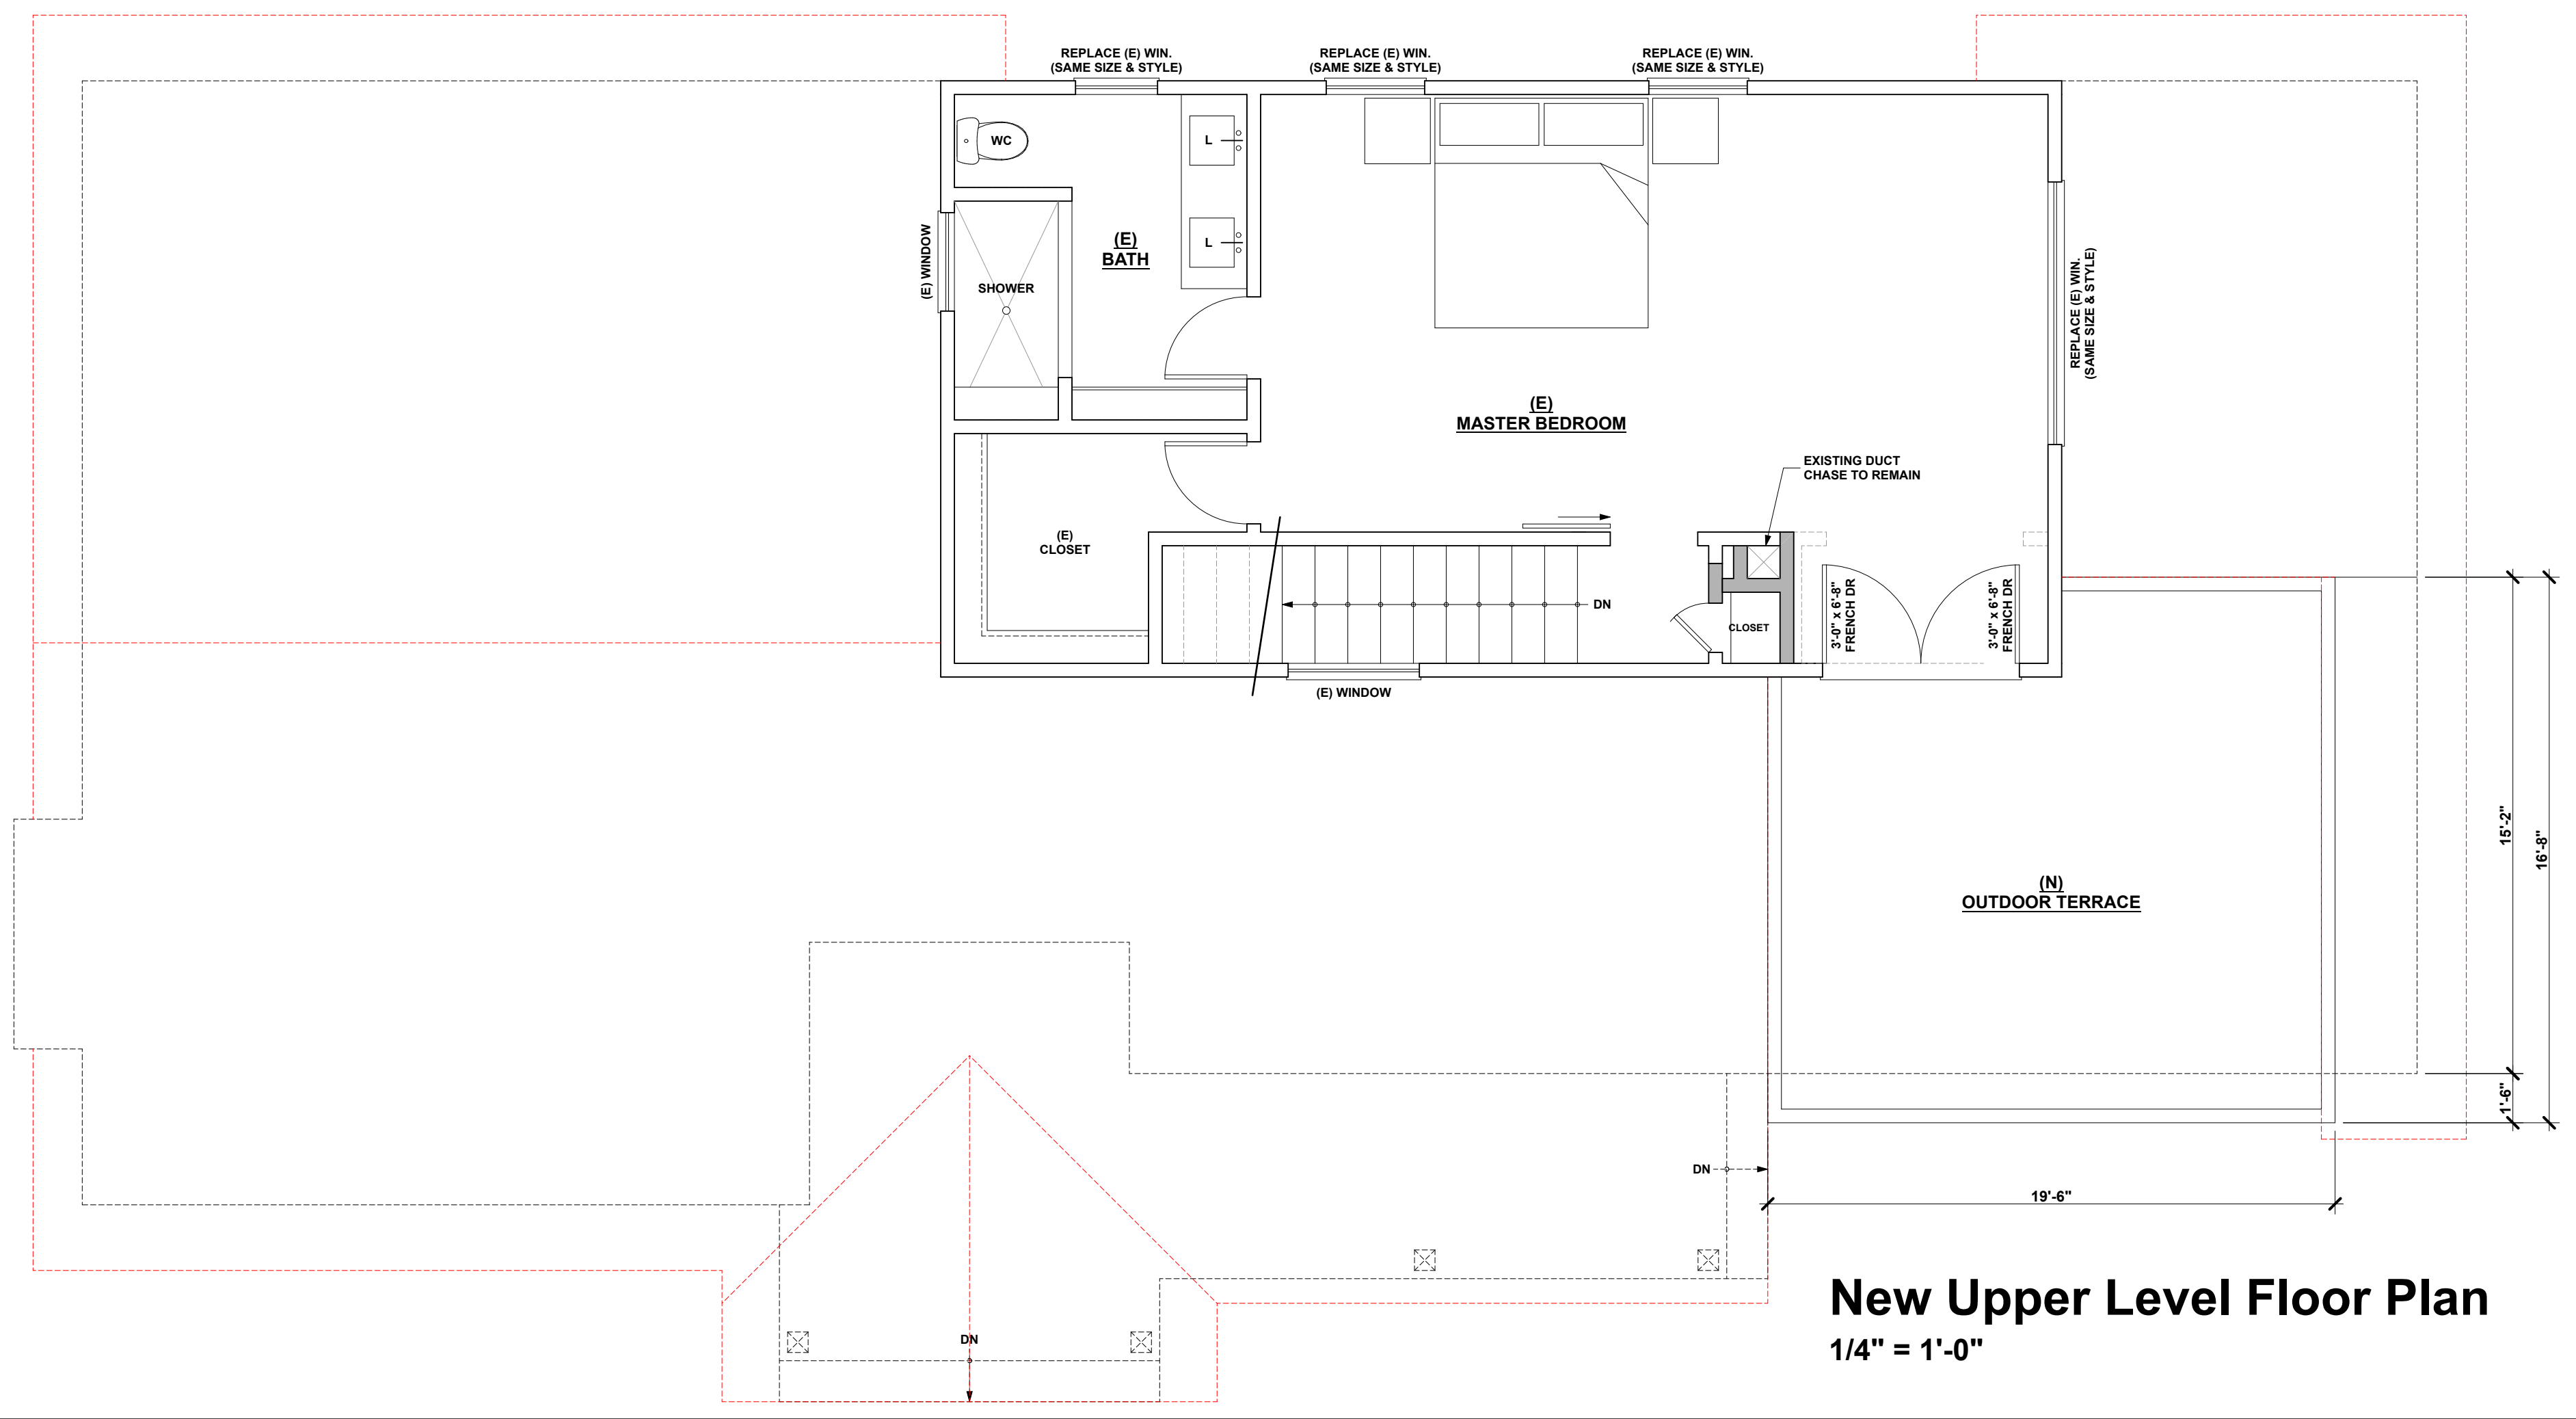 REPLACE (E) WIN.
(SAME SIZE & STYLE)
REPLACE (E) WIN.
(SAME SIZE & STYLE)
REPLACE (E) WIN.
(SAME SIZE & STYLE)
WC
L
L
(E)
BATH
(E) WINDOW
SHOWER
REPLACE (E) WIN.
(SAME SIZE & STYLE)
(E)
MASTER BEDROOM
EXISTING DUCT
CHASE TO REMAIN
(E)
CLOSET
DN
CLOSET
3'-0" x 6'-8"
FRENCH DR
3'-0" x 6'-8"
FRENCH DR
(E) WINDOW
15'-2"
16'-8"
(N)
OUTDOOR TERRACE
1'-6"
DN
19'-6"
DN
New Upper Level Floor Plan
1/4" = 1'-0"